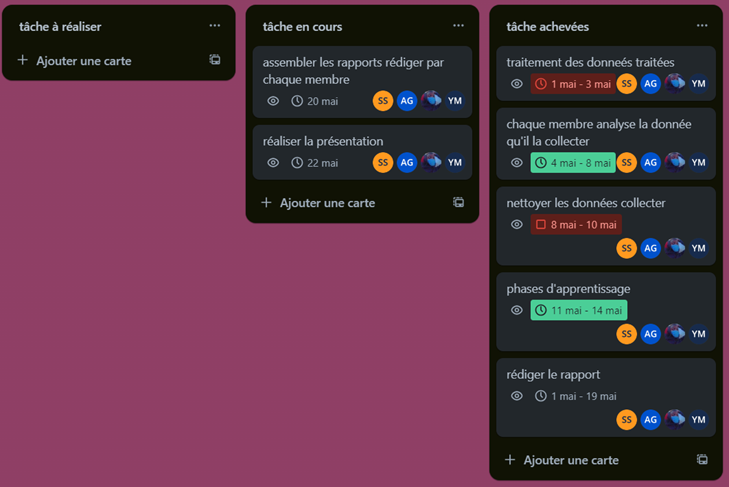 tâche à réaliser
Ajouter une carte
tâche en cours
assembler les rapports rédiger par
chaque membre
20 mai
SS AG YM
réaliser la présentation
22 mai
SS AG YM
Ajouter une carte
tâche achevées
traitement des donneés traitées
1 mai - 3 mai
SS AG YM
chaque membre analyse la donnée
qu'il la collecter
4 mai - 8 mai
SS AG YM
nettoyer les données collecter
8 mai - 10 mai
SS AG YM
phases d'apprentissage
11 mai - 14 mai
SS AG YM
rédiger le rapport
1 mai - 19 mai
SS AG YM
Ajouter une carte